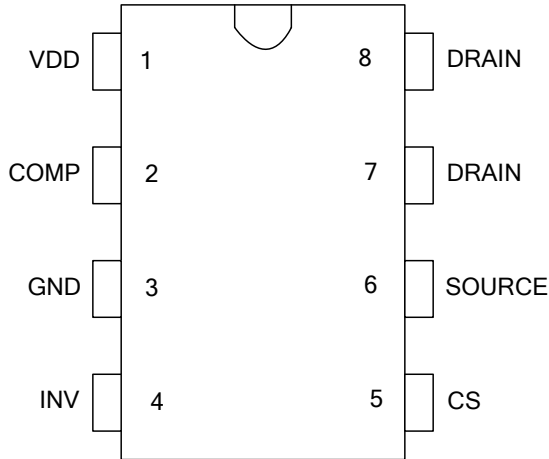 VDD 1 8 DRAIN
COMP 2 7 DRAIN
GND 3 6 SOURCE
INV 4 5 CS